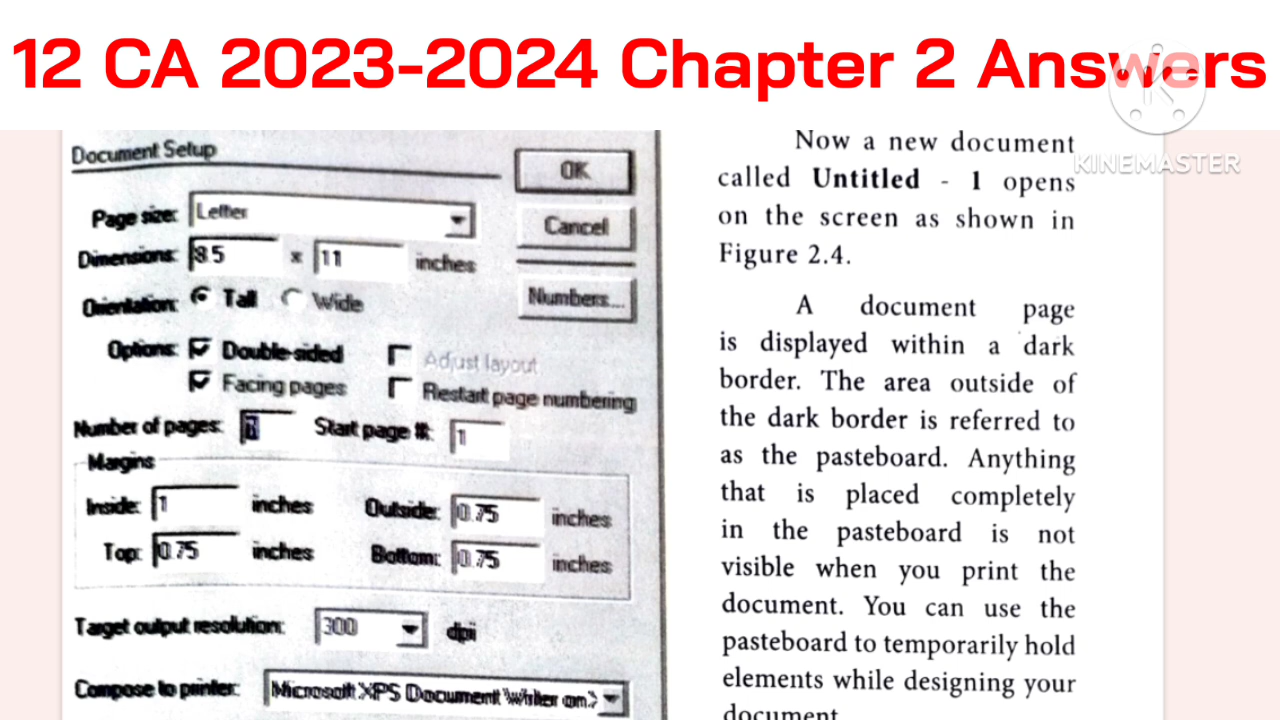 12 CA 2023-2024 Chapter 2 Answers
KINEMASTER
Document Setup
OK
Page size: Letter
Cancel
Dimensions: 8.5 x 11 inches
Numbers...
Orientation: Tall Wide
Options: Double-sided Adjust layout
Facing pages Restart page numbering
Number of pages: Start page #: 1
Margins
Inside: 1 inches Outside: 0.75 inches
Top: 0.75 inches Bottom: 0.75 inches
Target output resolution: 300 dpi
Compose to printer: Microsoft XPS Document Writer on
Now a new document
called Untitled - 1 opens
on the screen as shown in
Figure 2.4.
A document page
is displayed within a dark
border. The area outside of
the dark border is referred to
as the pasteboard. Anything
that is placed completely
in the pasteboard is not
visible when you print the
document. You can use the
pasteboard to temporarily hold
elements while designing your
document